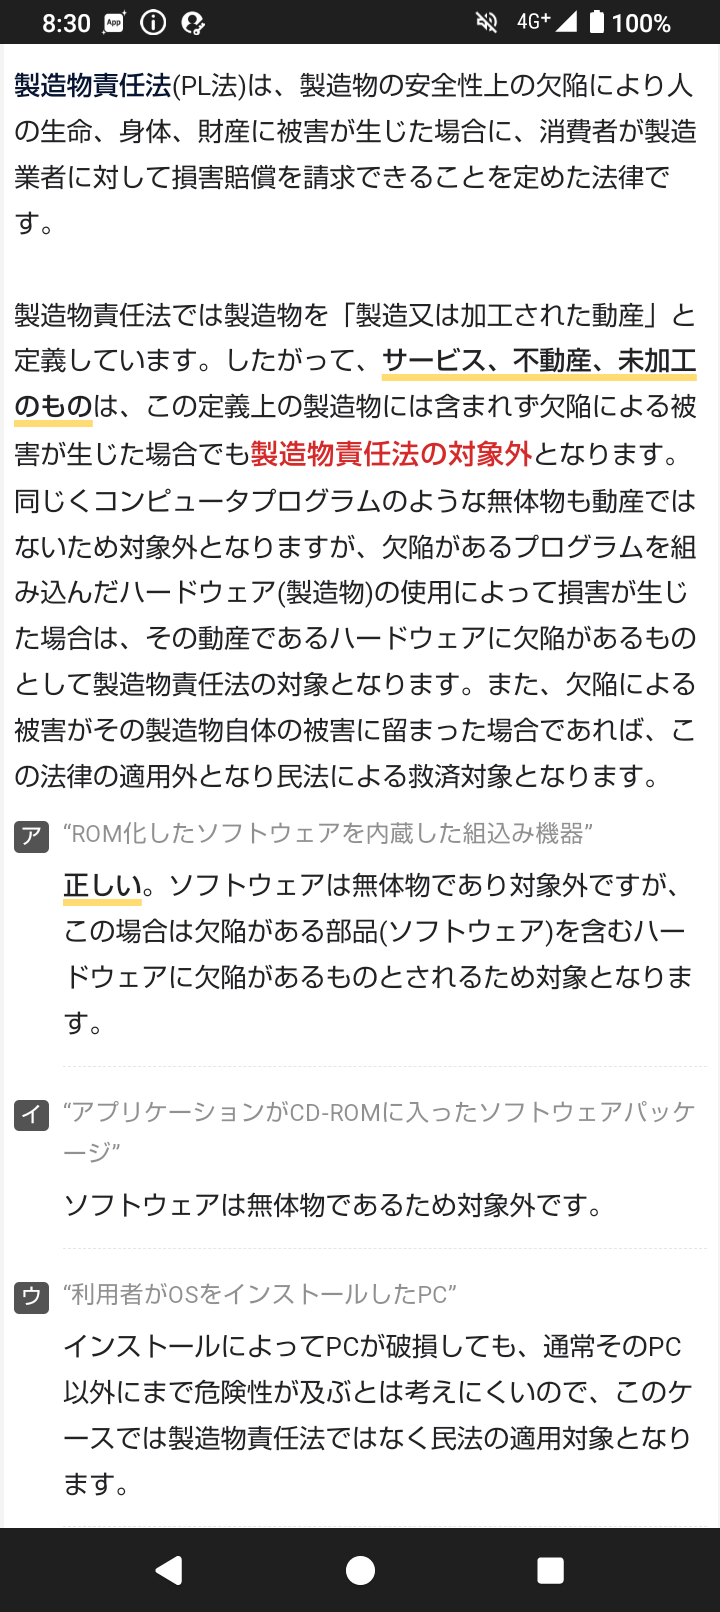 8:30 App 4G+ 100%
製造物責任法(PL法)は、製造物の安全性上の欠陥により人
の生命、身体、財産に被害が生じた場合に、消費者が製造
業者に対して損害賠償を請求できることを定めた法律で
す。
製造物責任法では製造物を「製造又は加工された動産」と
定義しています。したがって、サービス、不動産、未加工
のものは、この定義上の製造物には含まれず欠陥による被
害が生じた場合でも製造物責任法の対象外となります。
同じくコンピュータプログラムのような無体物も動産では
ないため対象外となりますが、欠陥があるプログラムを組
み込んだハードウェア(製造物)の使用によって損害が生じ
た場合は、その動産であるハードウェアに欠陥があるもの
として製造物責任法の対象となります。また、欠陥による
被害がその製造物自体の被害に留まった場合であれば、こ
の法律の適用外となり民法による救済対象となります。
ア “ROM化したソフトウェアを内蔵した組込み機器”
正しい。ソフトウェアは無体物であり対象外ですが、
この場合は欠陥がある部品(ソフトウェア)を含むハー
ドウェアに欠陥があるものとされるため対象となりま
す。
イ “アプリケーションがCD-ROMに入ったソフトウェアパッケ
ージ”
ソフトウェアは無体物であるため対象外です。
ウ “利用者がOSをインストールしたPC”
インストールによってPCが破損しても、通常そのPC
以外にまで危険性が及ぶとは考えにくいので、このケ
ースでは製造物責任法ではなく民法の適用対象となり
ます。